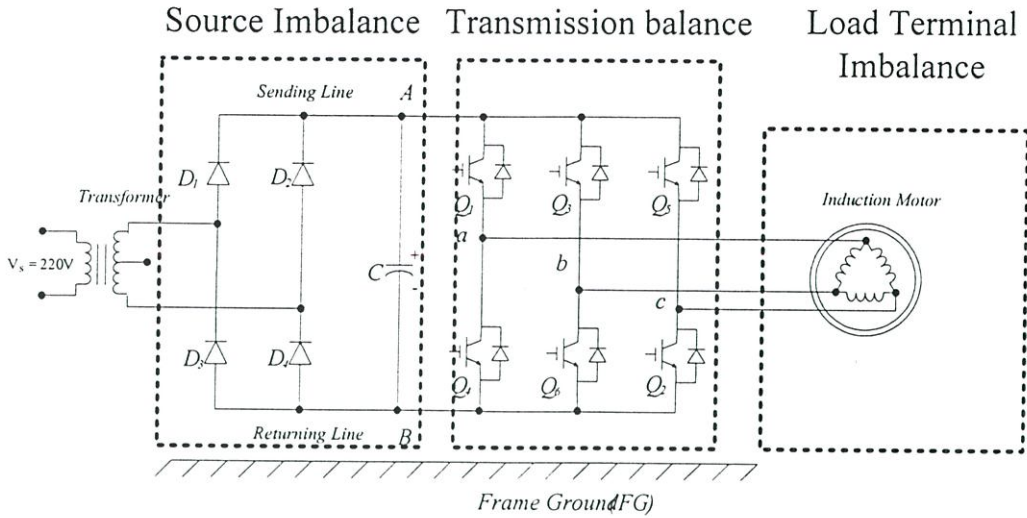 Source Imbalance
Transmission balance
Load Terminal
Imbalance
Sending Line
A
D1
D2
Transformer
Vs = 220V
C
+
-
D3
D4
Returning Line
B
Q1
Q3
Q5
a
b
c
Q4
Q6
Q2
Induction Motor
Frame Ground(FG)